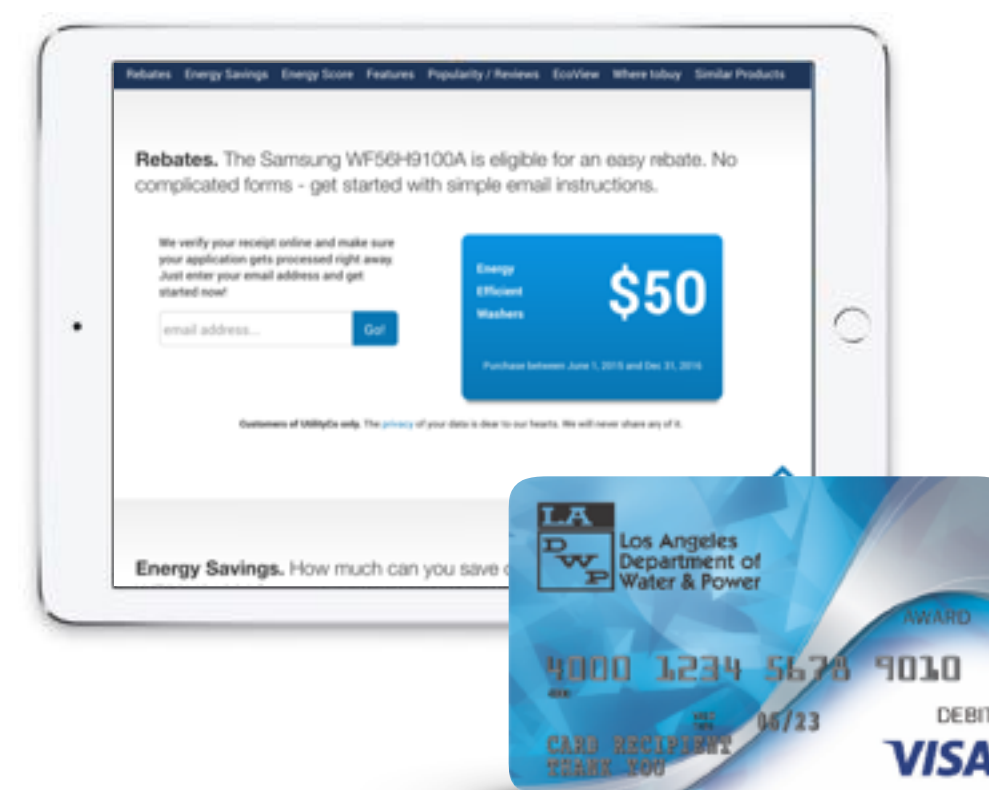 Rebates Energy Savings Energy Score Features Popularity / Reviews EcoView Where tobuy Similar Products
Rebates. The Samsung WF56H9100A is eligible for an easy rebate. No
complicated forms - get started with simple email instructions.
We verify your receipt online and make sure
your application gets processed right away.
Just enter your email address and get
started now!
email address...
Go!
Energy
Efficient
Washers
$50
Purchase between June 1, 2015 and Dec 31, 2016
Customers of UtilityCo only. The privacy of your data is dear to our hearts. We will never share any of it.
Energy Savings. How much can you save
LA
DWP
Los Angeles
Department of
Water & Power
AWARD
4000 1234 5678 9010
4000
06/23
DEBIT
CARD RECIPIENT
THANK YOU
VISA